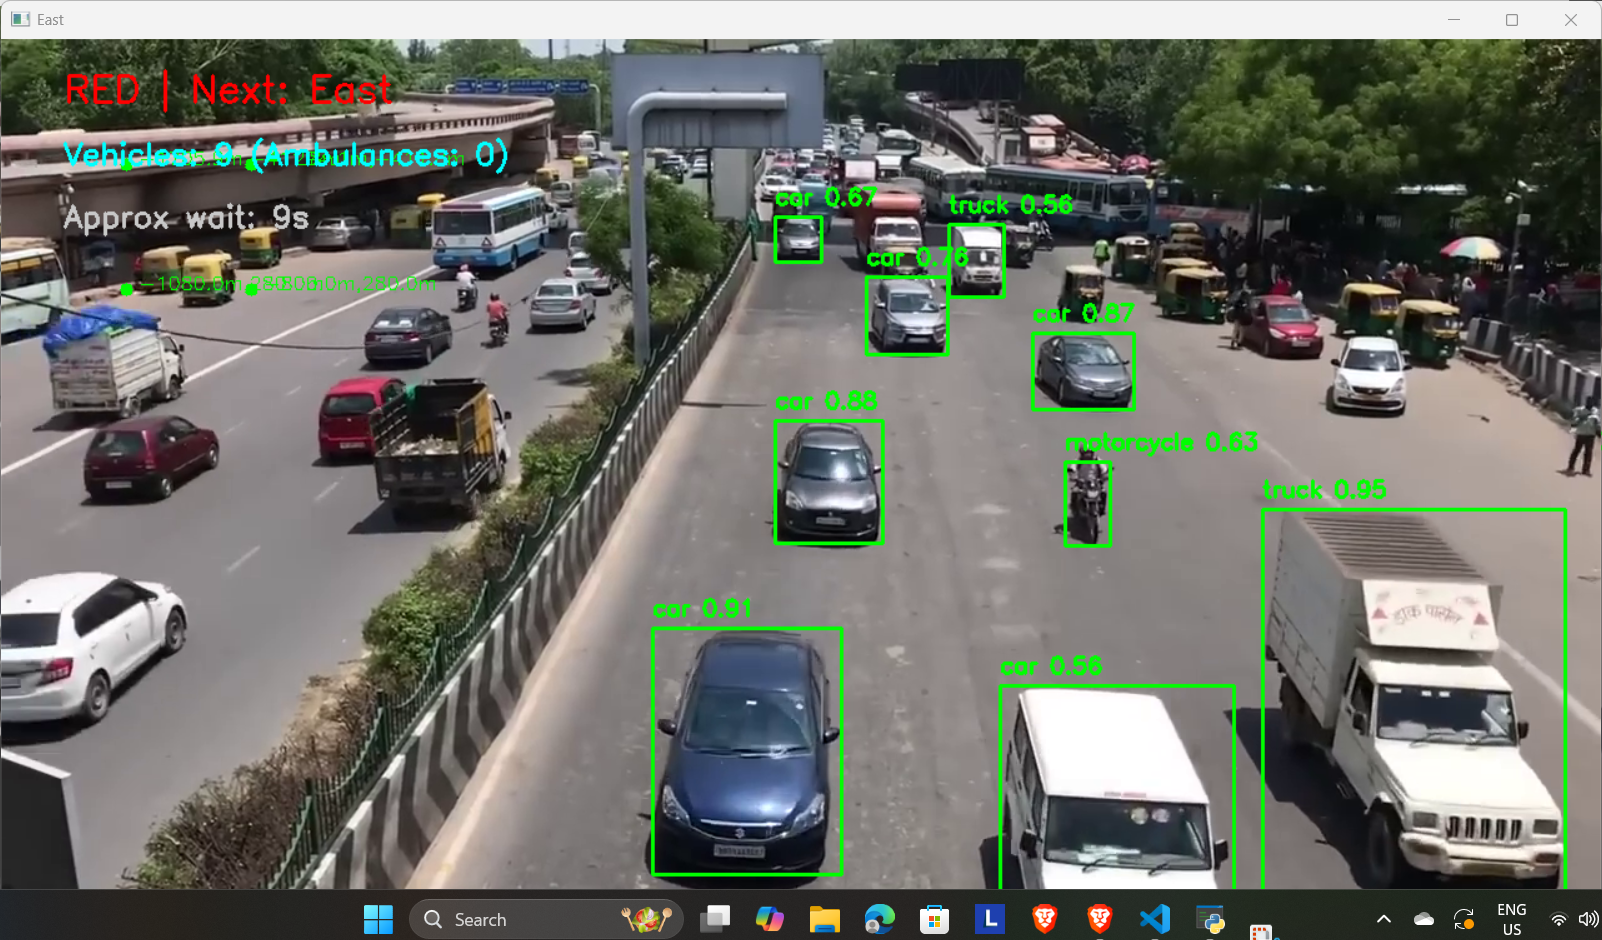 East
RED | Next: East
Vehicles: 9 (Ambulances: 0)
Approx wait: 9s
car 0.67
truck 0.56
car 0.78
car 0.87
car 0.88
motorcycle 0.63
truck 0.95
car 0.91
car 0.56
डाक पार्सल
Search
ENG
US